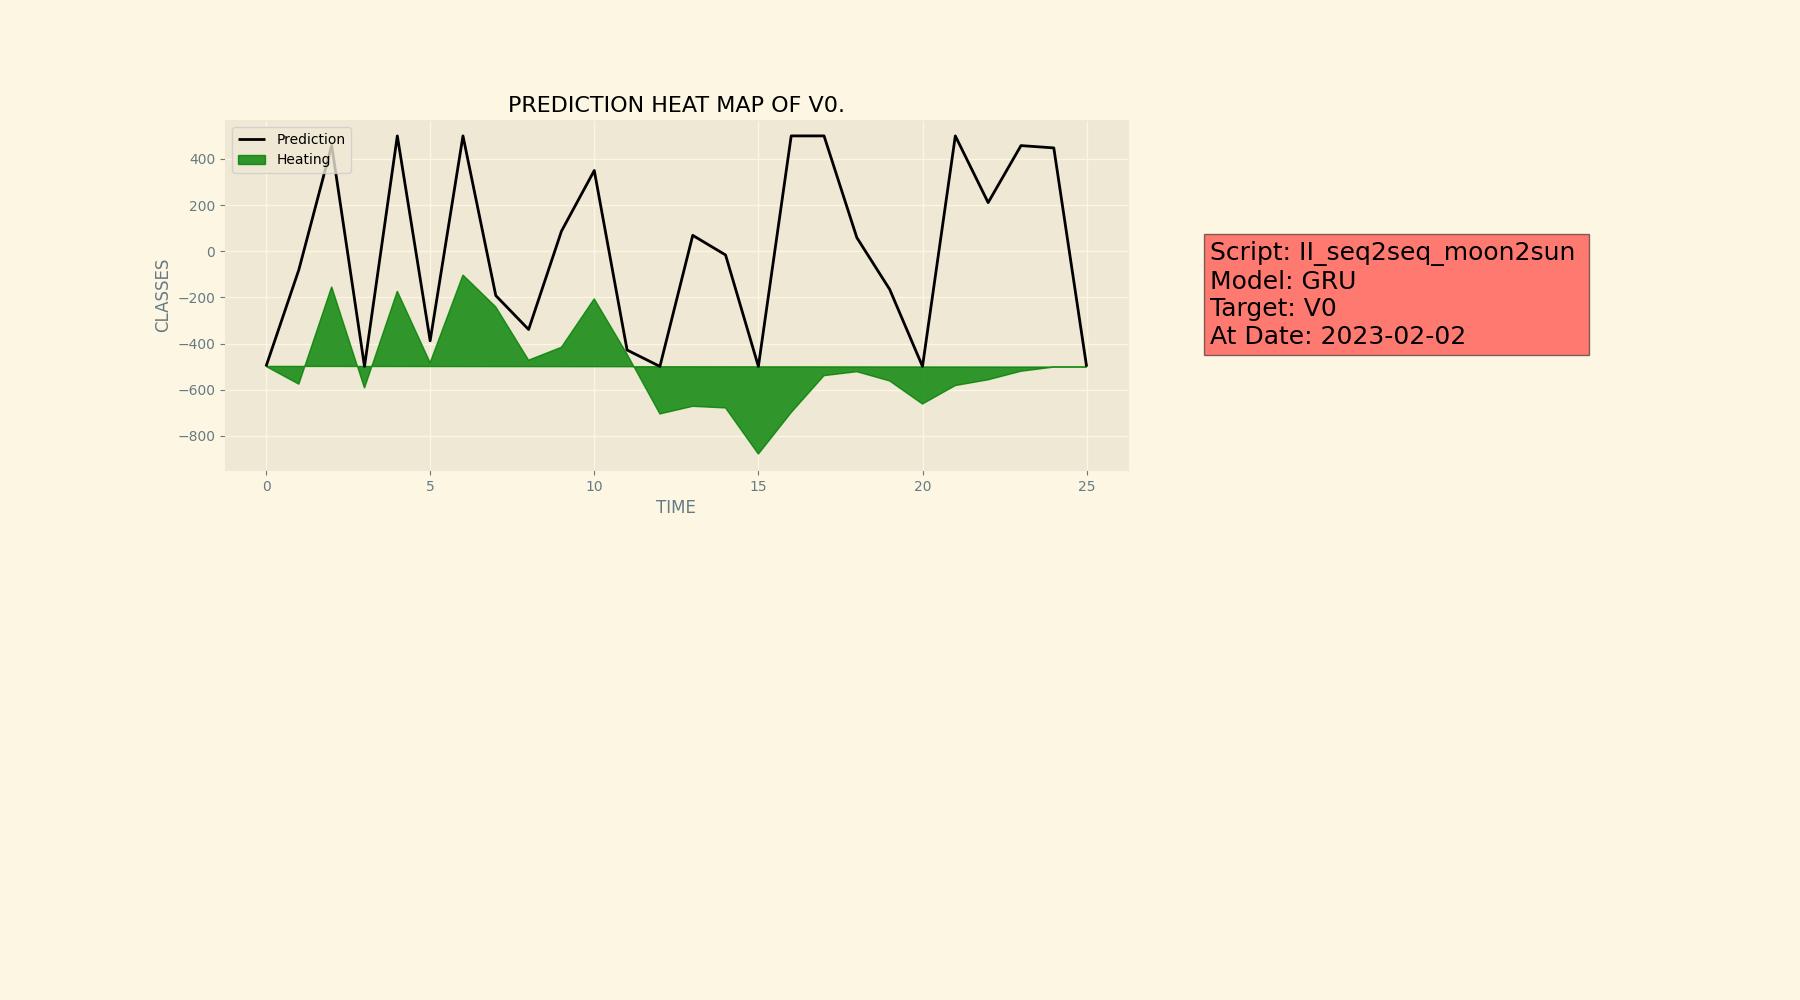 PREDICTION HEAT MAP OF V0.
Prediction
Heating
400
200
0
−200
−400
−600
−800
CLASSES
0 5 10 15 20 25
TIME
Script: II_seq2seq_moon2sun
Model: GRU
Target: V0
At Date: 2023-02-02